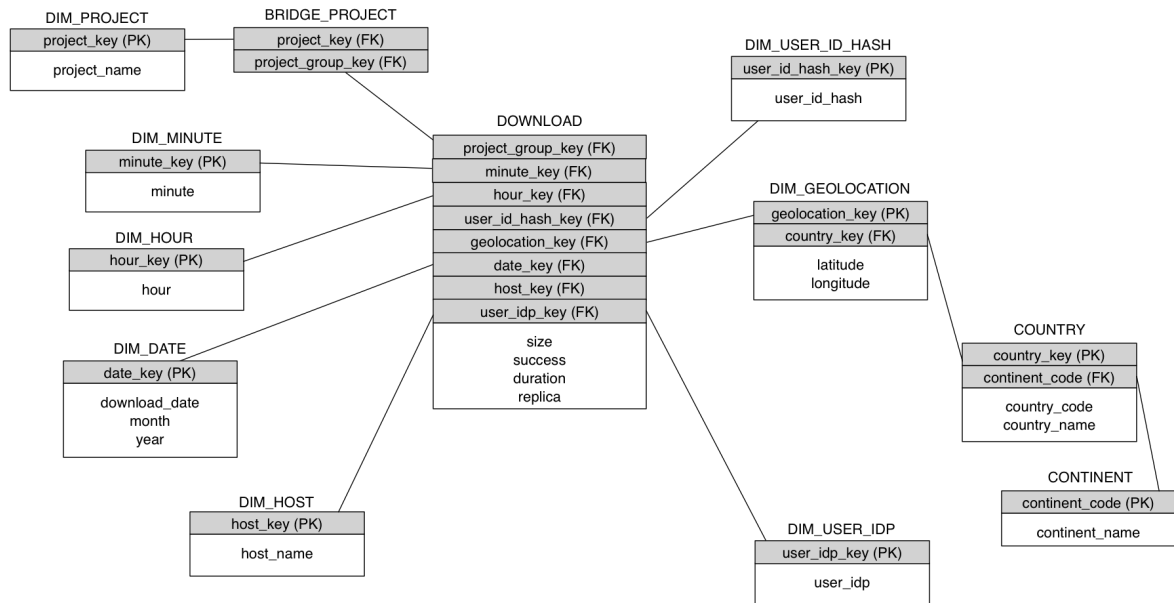 DIM_PROJECT
project_key (PK)
project_name
BRIDGE_PROJECT
project_key (FK)
project_group_key (FK)
DIM_USER_ID_HASH
user_id_hash_key (PK)
user_id_hash
DIM_MINUTE
minute_key (PK)
minute
DOWNLOAD
project_group_key (FK)
minute_key (FK)
hour_key (FK)
user_id_hash_key (FK)
geolocation_key (FK)
date_key (FK)
host_key (FK)
user_idp_key (FK)
size
success
duration
replica
DIM_GEOLOCATION
geolocation_key (PK)
country_key (FK)
latitude
longitude
DIM_HOUR
hour_key (PK)
hour
DIM_DATE
date_key (PK)
download_date
month
year
COUNTRY
country_key (PK)
continent_code (FK)
country_code
country_name
CONTINENT
continent_code (PK)
continent_name
DIM_HOST
host_key (PK)
host_name
DIM_USER_IDP
user_idp_key (PK)
user_idp